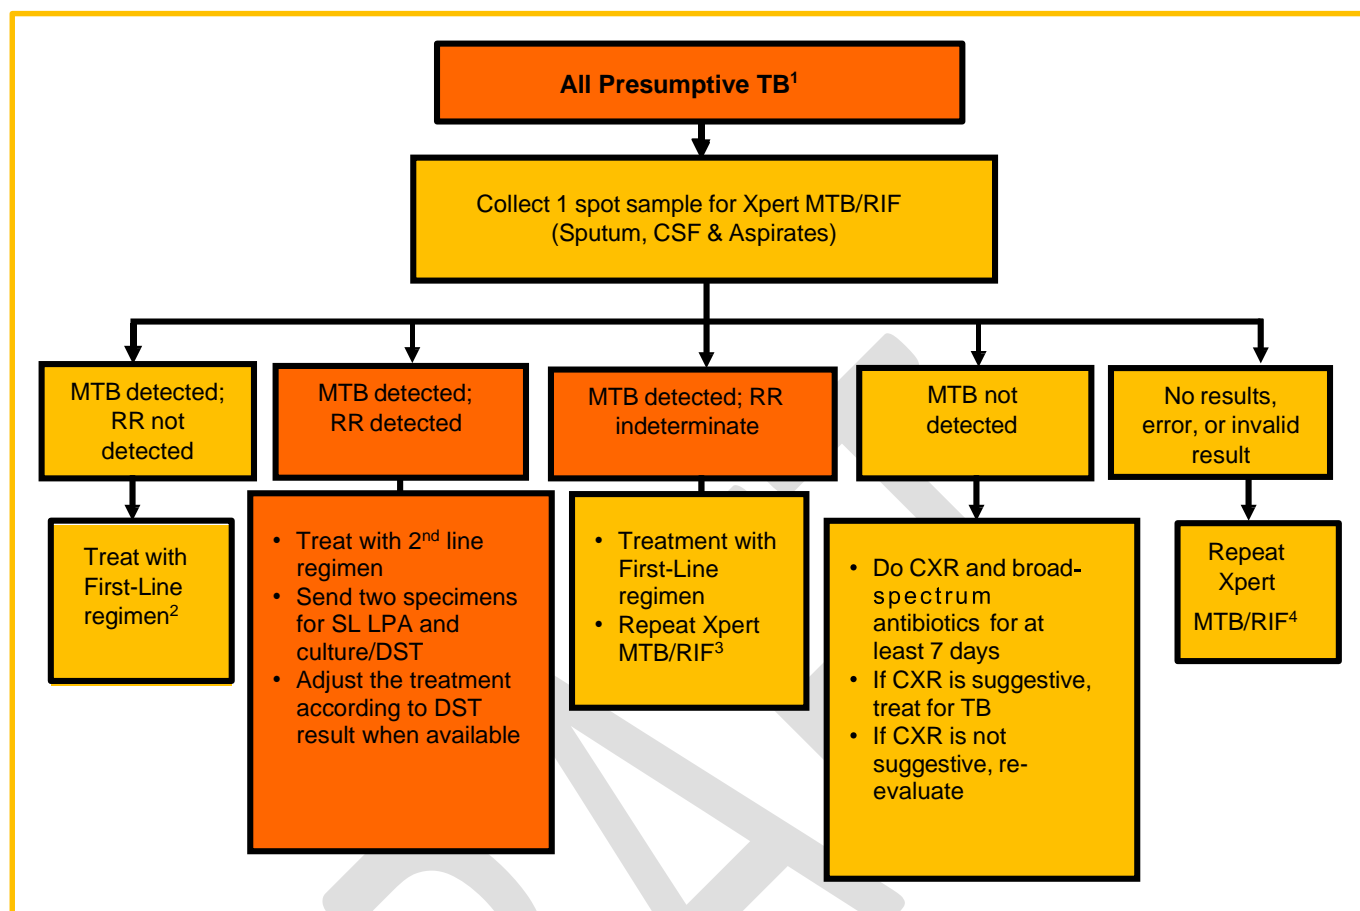 All Presumptive TB¹
Collect 1 spot sample for Xpert MTB/RIF
(Sputum, CSF & Aspirates)
MTB detected;
RR not
detected
MTB detected;
RR detected
MTB detected; RR
indeterminate
MTB not
detected
No results,
error, or invalid
result
Treat with
First-Line
regimen²
• Treat with 2nd line
regimen
• Send two specimens
for SL LPA and
culture/DST
• Adjust the treatment
according to DST
result when available
• Treatment with
First-Line
regimen
• Repeat Xpert
MTB/RIF³
• Do CXR and broad-
spectrum
antibiotics for at
least 7 days
• If CXR is suggestive,
treat for TB
• If CXR is not
suggestive, re-
evaluate
Repeat
Xpert
MTB/RIF⁴